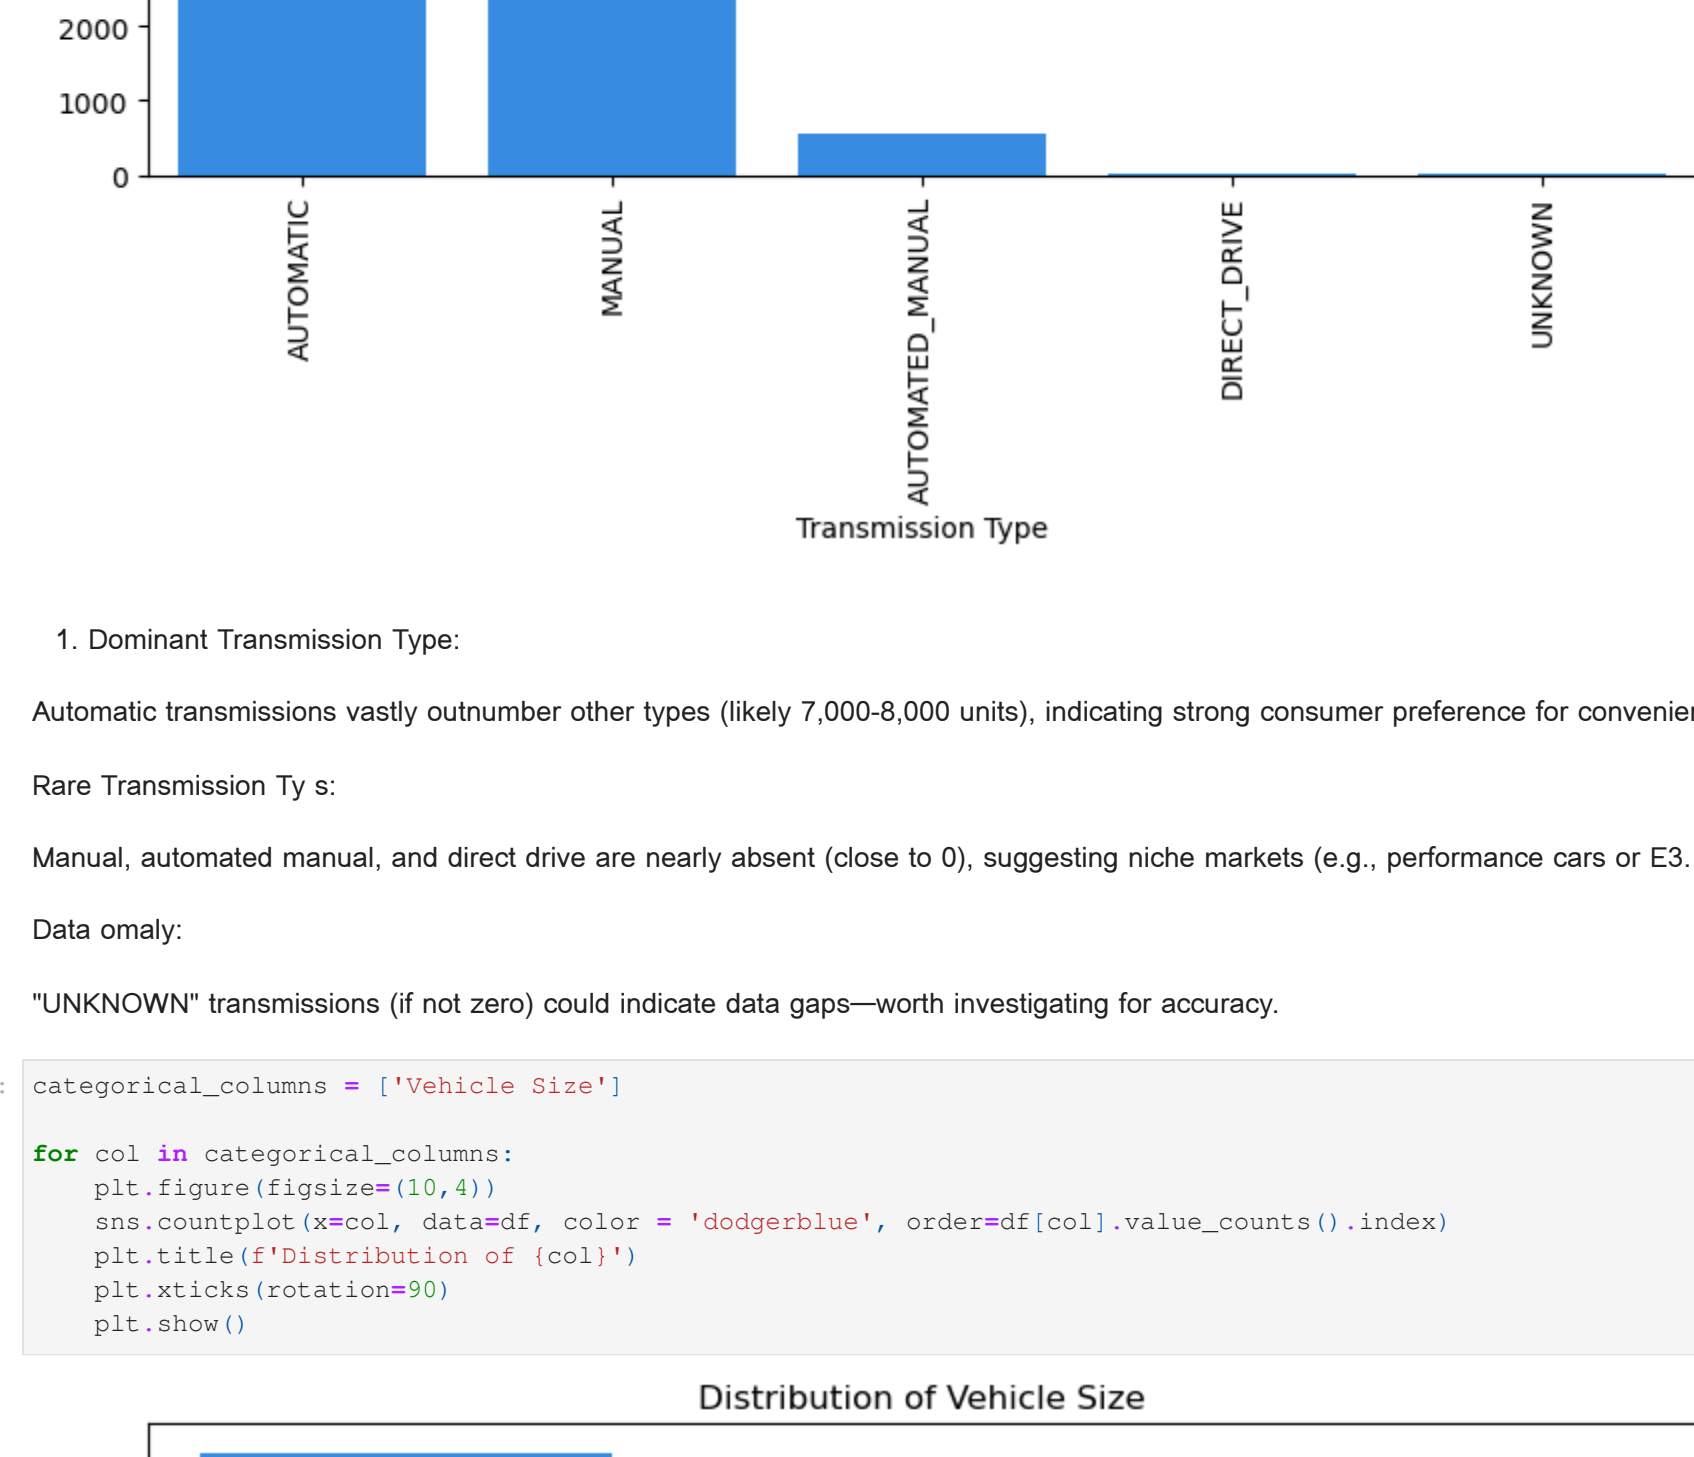 2000
1000
0
AUTOMATIC
MANUAL
AUTOMATED_MANUAL
DIRECT_DRIVE
UNKNOWN
Transmission Type
1. Dominant Transmission Type:
Automatic transmissions vastly outnumber other types (likely 7,000-8,000 units), indicating strong consumer preference for convenien
Rare Transmission Ty s:
Manual, automated manual, and direct drive are nearly absent (close to 0), suggesting niche markets (e.g., performance cars or E3.
Data omaly:
"UNKNOWN" transmissions (if not zero) could indicate data gaps—worth investigating for accuracy.
:
categorical_columns = ['Vehicle Size']
for col in categorical_columns:
    plt.figure(figsize=(10,4))
    sns.countplot(x=col, data=df, color = 'dodgerblue', order=df[col].value_counts().index)
    plt.title(f'Distribution of {col}')
    plt.xticks(rotation=90)
    plt.show()
Distribution of Vehicle Size